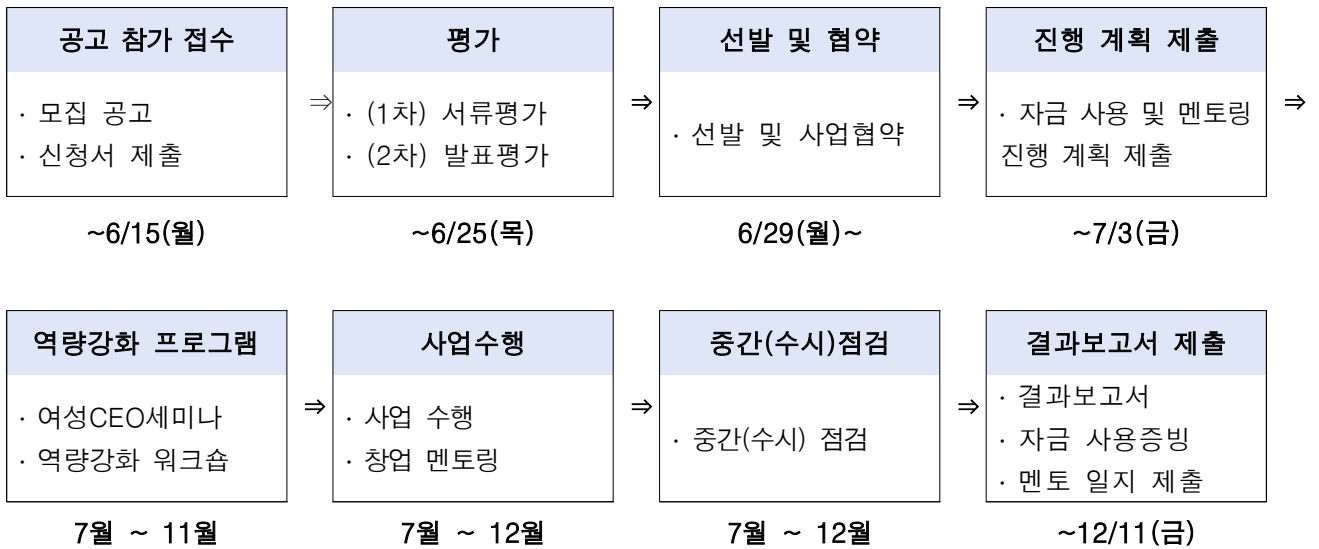 공고 참가 접수
· 모집 공고
· 신청서 제출
~6/15(월)
⇒
평가
· (1차) 서류평가
· (2차) 발표평가
~6/25(목)
⇒
선발 및 협약
· 선발 및 사업협약
6/29(월)~
⇒
진행 계획 제출
· 자금 사용 및 멘토링
진행 계획 제출
~7/3(금)
⇒
역량강화 프로그램
· 여성CEO세미나
· 역량강화 워크숍
7월 ~ 11월
⇒
사업수행
· 사업 수행
· 창업 멘토링
7월 ~ 12월
⇒
중간(수시)점검
· 중간(수시) 점검
7월 ~ 12월
⇒
결과보고서 제출
· 결과보고서
· 자금 사용증빙
· 멘토 일지 제출
~12/11(금)